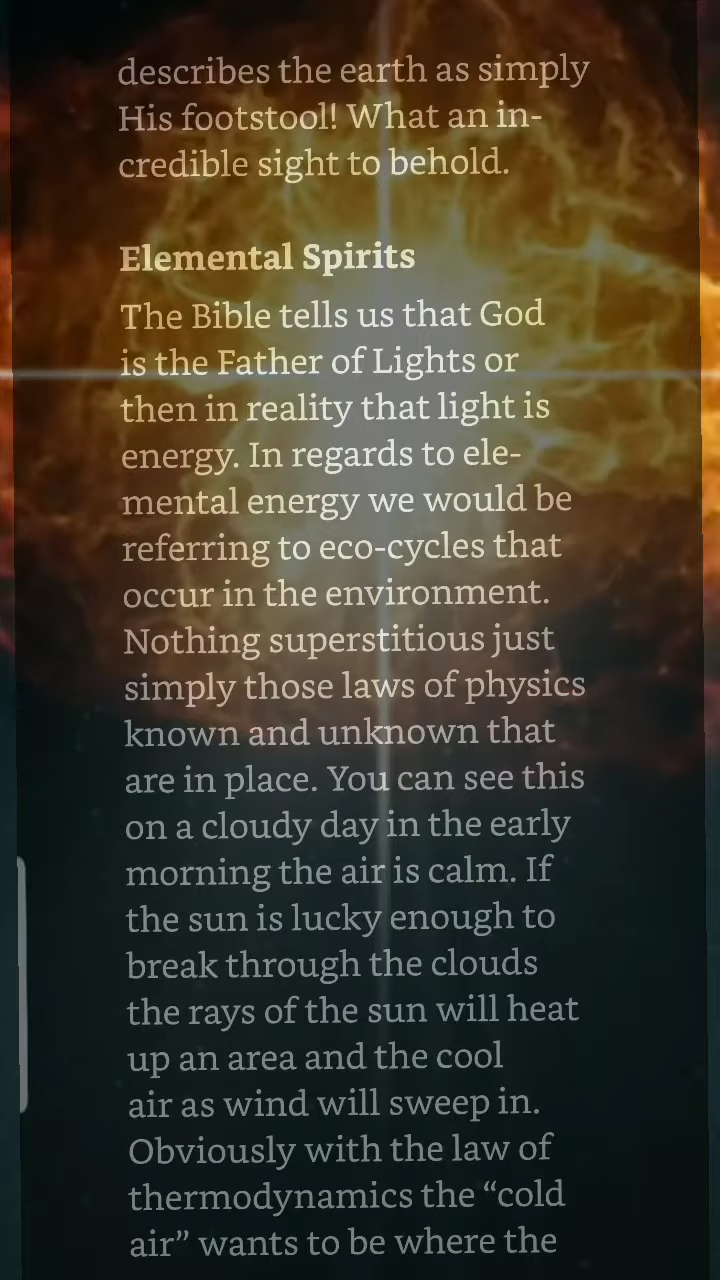 describes the earth as simply
His footstool! What an in-
credible sight to behold.
Elemental Spirits
The Bible tells us that God
is the Father of Lights or
then in reality that light is
energy. In regards to ele-
mental energy we would be
referring to eco-cycles that
occur in the environment.
Nothing superstitious just
simply those laws of physics
known and unknown that
are in place. You can see this
on a cloudy day in the early
morning the air is calm. If
the sun is lucky enough to
break through the clouds
the rays of the sun will heat
up an area and the cool
air as wind will sweep in.
Obviously with the law of
thermodynamics the “cold
air” wants to be where the